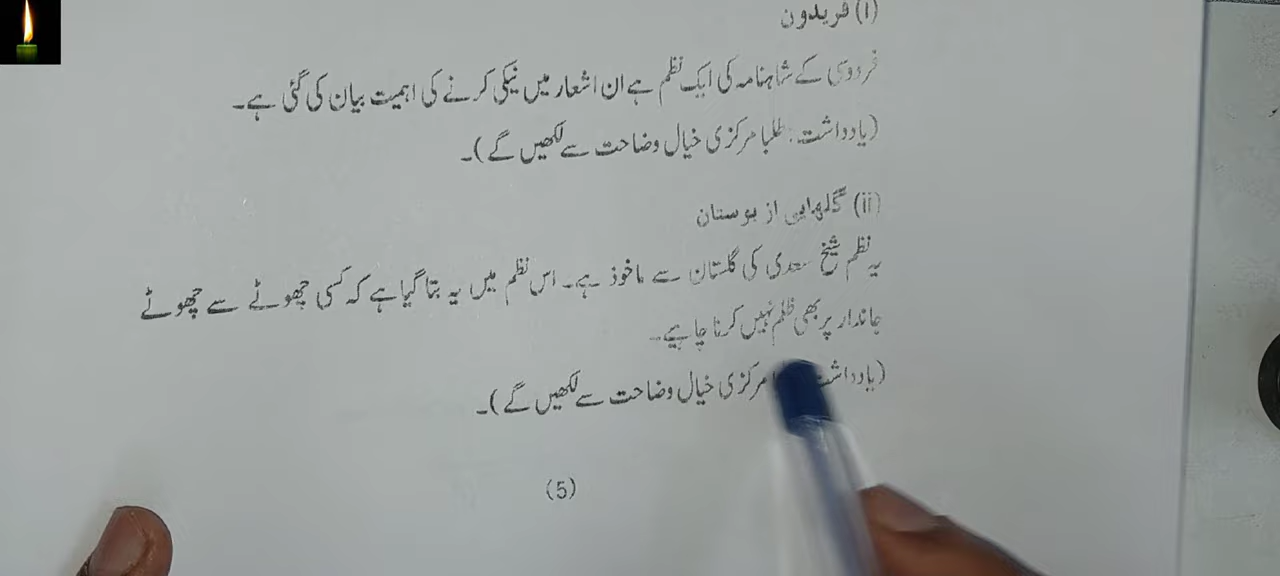 (i) فریدون
فردوسی کے شاہنامہ کی ایک نظم ہے ان اشعار میں نیکی کرنے کی اہمیت بیان کی گئی ہے۔
(یادداشت: طلبا مرکزی خیال وضاحت سے لکھیں گے)۔
(ii) گلهایی از بوستان
یہ نظم شیخ سعدی کی گلستان سے ماخوذ ہے۔ اس نظم میں یہ بتا گیا ہے کہ کسی چھوٹے سے چھوٹے
جاندار پر بھی ظلم نہیں کرنا چاہیے۔
(یادداشت مرکزی خیال وضاحت سے لکھیں گے)۔
(5)